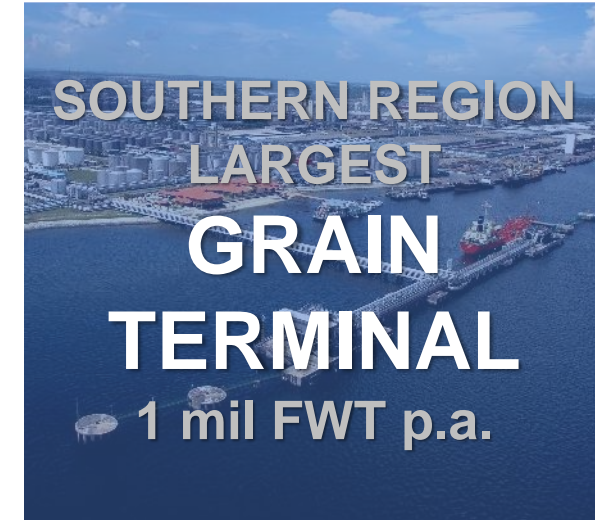 SOUTHERN REGION
LARGEST
GRAIN
TERMINAL
1 mil FWT p.a.